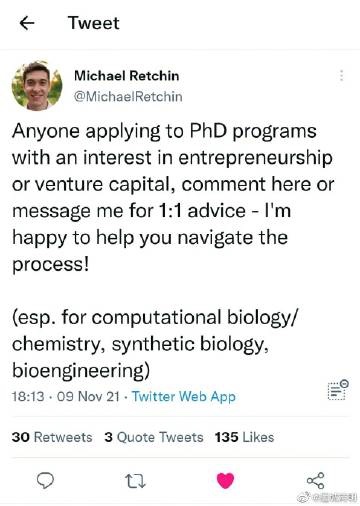 Tweet
Michael Retchin
@MichaelRetchin
Anyone applying to PhD programs
with an interest in entrepreneurship
or venture capital, comment here or
message me for 1:1 advice - I'm
happy to help you navigate the
process!
(esp. for computational biology/
chemistry, synthetic biology,
bioengineering)
18:13 · 09 Nov 21 · Twitter Web App
30 Retweets 3 Quote Tweets 135 Likes